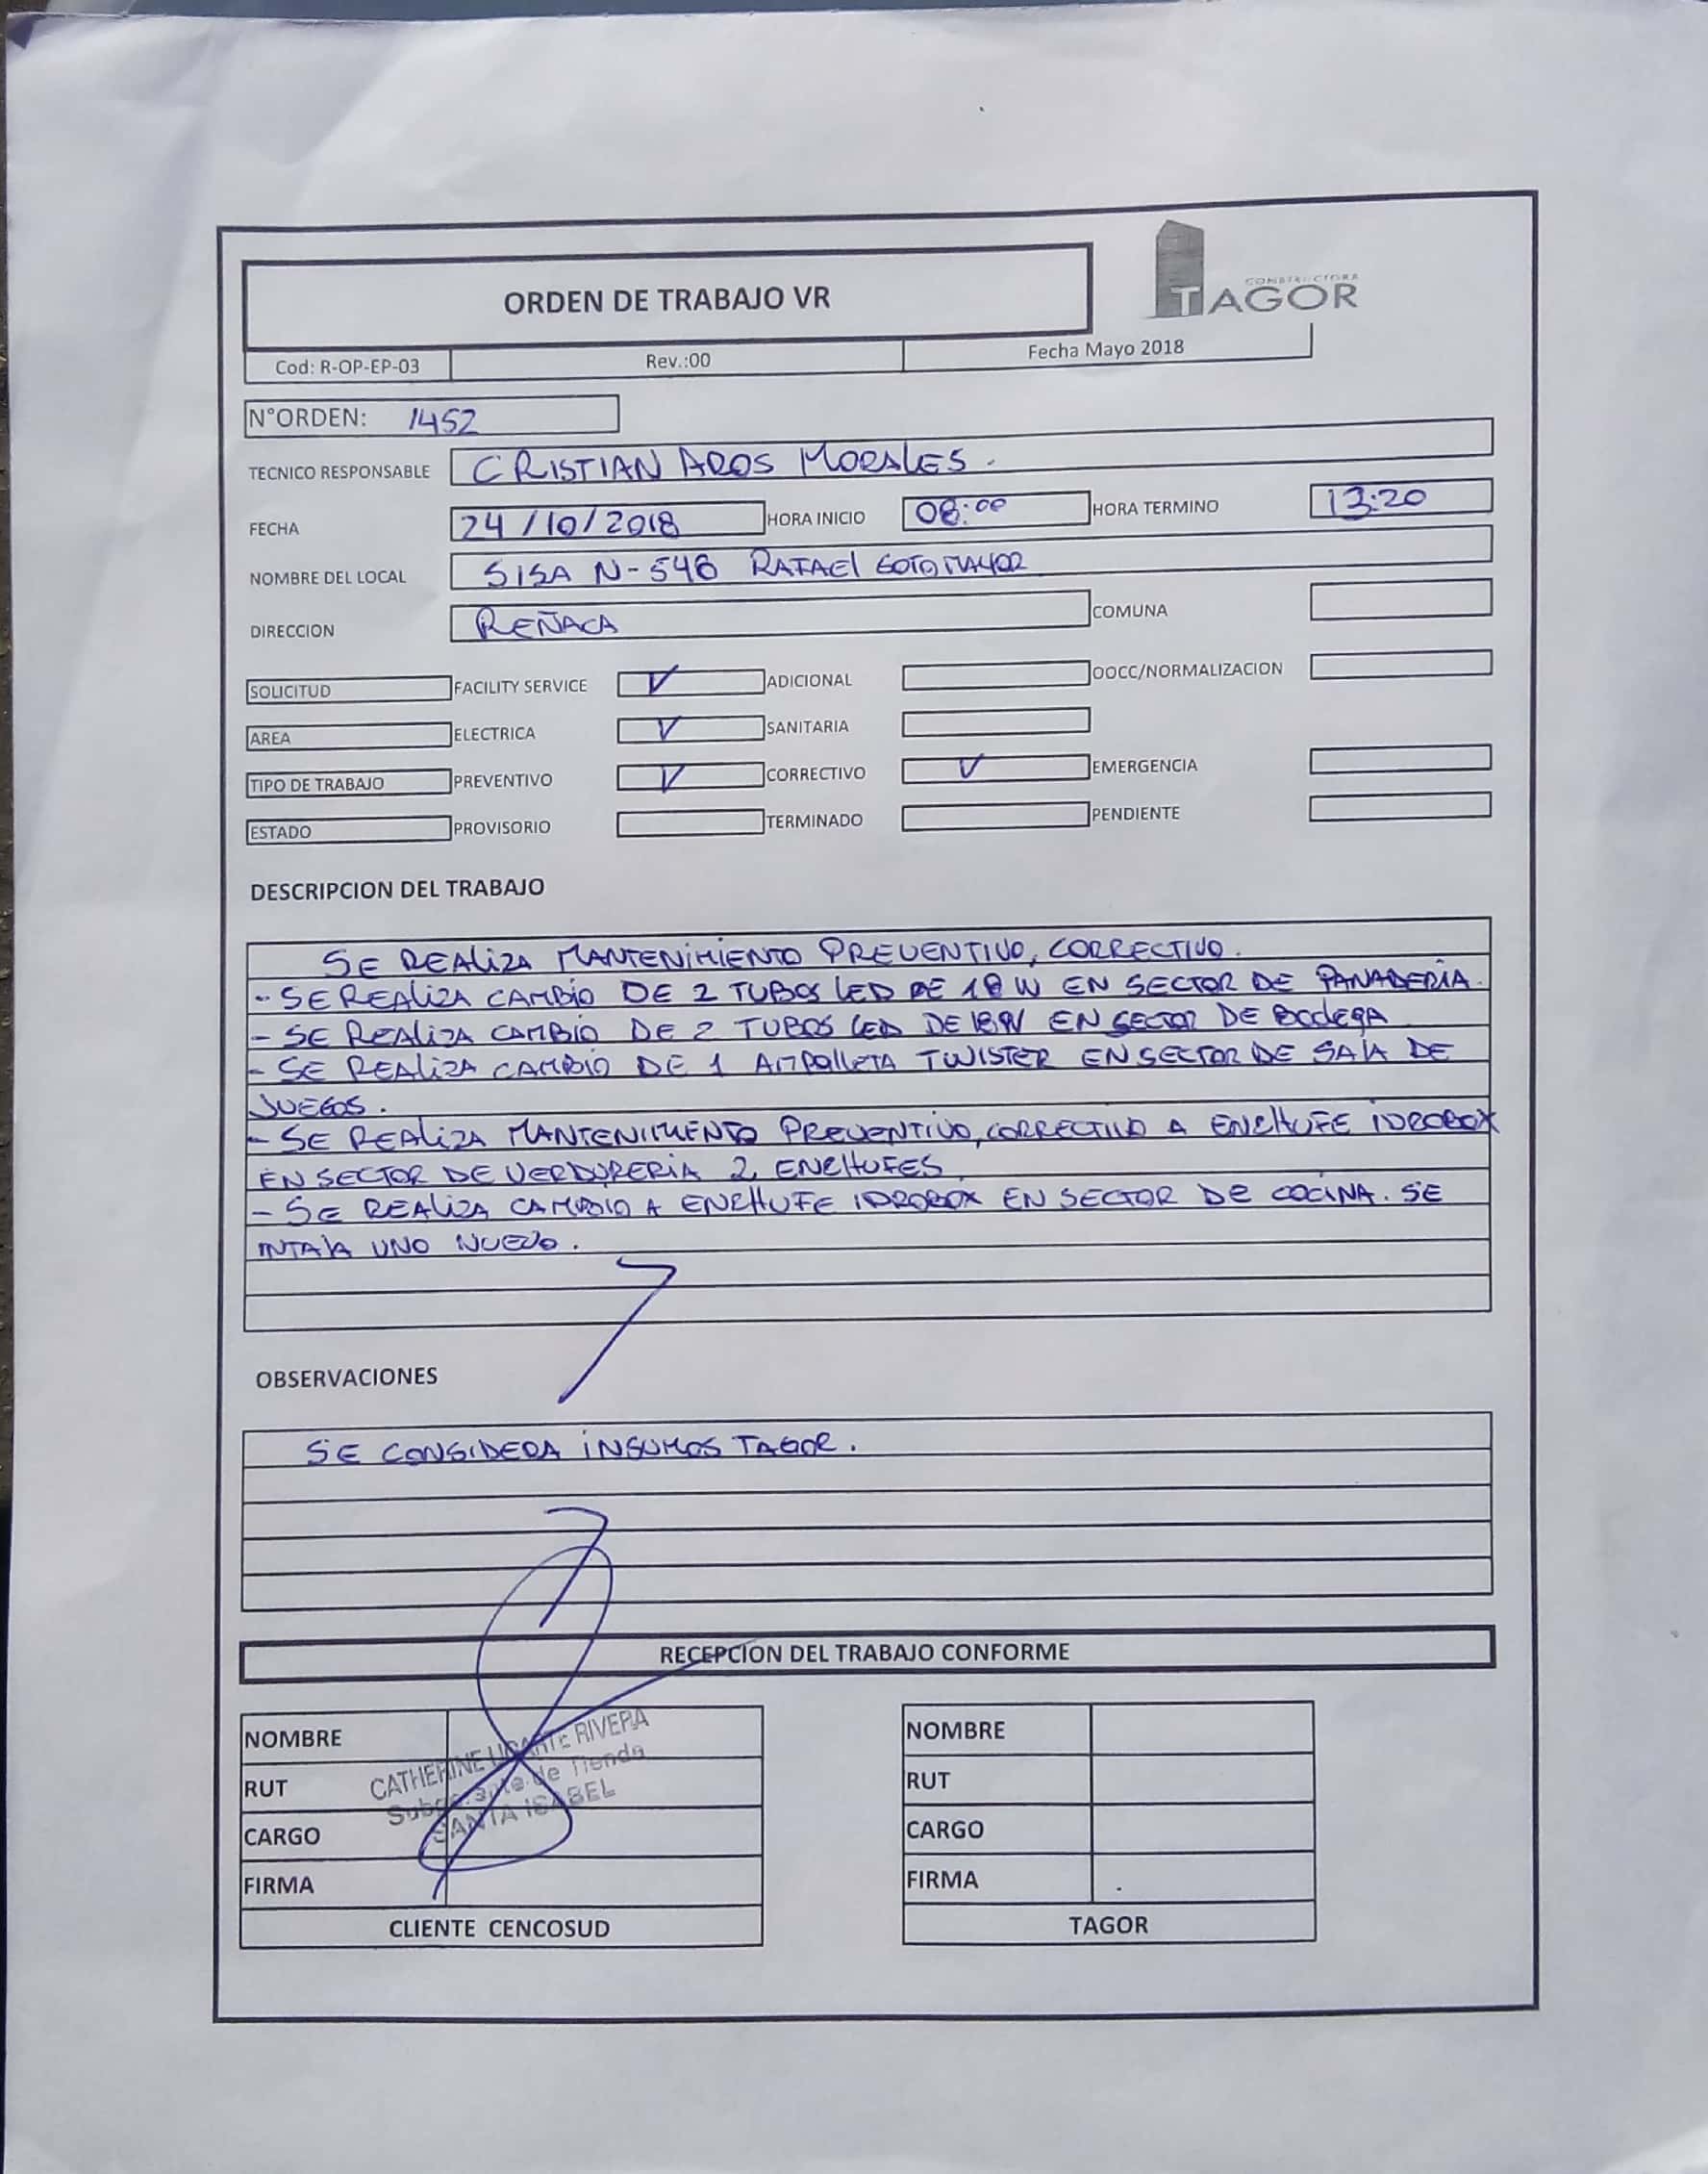 ORDEN DE TRABAJO VR
CONSTRUCTORA
TAGOR
Cod: R-OP-EP-03 Rev.:00 Fecha Mayo 2018
N°ORDEN: 1452
TECNICO RESPONSABLE CRISTIAN AROS MORALES.
FECHA 24/10/2018 HORA INICIO 08:00 HORA TERMINO 13:20
NOMBRE DEL LOCAL SISA N-548 RAFAEl SOTOMAYOR
DIRECCION REÑACA COMUNA
SOLICITUD FACILITY SERVICE V ADICIONAL OOCC/NORMALIZACION
AREA ELECTRICA V SANITARIA
TIPO DE TRABAJO PREVENTIVO V CORRECTIVO V EMERGENCIA
ESTADO PROVISORIO TERMINADO PENDIENTE
DESCRIPCION DEL TRABAJO
SE REALIZA MANTENIMIENTO PREVENTIVO, CORRECTIVO.
- SE REALIZA CAMBIO DE 2 TUBOS LED DE 18 W EN SECTOR DE PANADERIA.
- SE REALIZA CAMBIO DE 2 TUBOS LED DE 18W EN SECTOR DE BODEGA
- SE REALIZA CAMBIO DE 1 AMPOLLETA TWISTER EN SECTOR DE SALA DE
JUEGOS.
- SE REALIZA MANTENIMIENTO PREVENTIVO, CORRECTIVO A ENCHUFE IDROBOX
EN SECTOR DE VERDURERIA 2 ENCHUFES
- SE REALIZA CAMBIO A ENCHUFE IDROBOX EN SECTOR DE COCINA. SE
INTALA UNO NUEVO.
OBSERVACIONES
SE CONSIDERA INSUMOS TAGOR.
RECEPCION DEL TRABAJO CONFORME
NOMBRE NOMBRE
CATHERINE RIVERA
RUT RUT
Subgerente de Tienda
SANTA ISABEL
CARGO CARGO
FIRMA FIRMA
CLIENTE CENCOSUD TAGOR